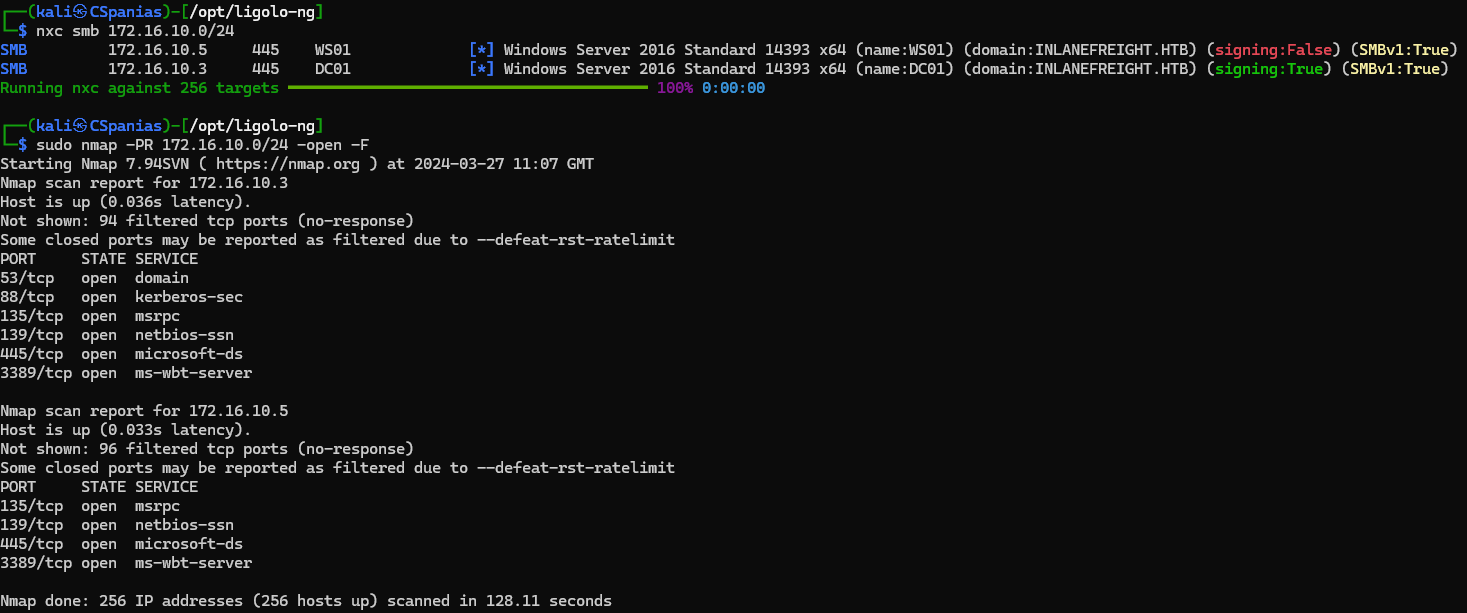 ┌──(kali㉿CSpanias)-[/opt/ligolo-ng]
└─$ nxc smb 172.16.10.0/24
SMB         172.16.10.5     445    WS01             [*] Windows Server 2016 Standard 14393 x64 (name:WS01) (domain:INLANEFREIGHT.HTB) (signing:False) (SMBv1:True)
SMB         172.16.10.3     445    DC01             [*] Windows Server 2016 Standard 14393 x64 (name:DC01) (domain:INLANEFREIGHT.HTB) (signing:True) (SMBv1:True)
Running nxc against 256 targets ━━━━━━━━━━━━━━━━━━━━━━━━━━━━━━━━━━━━━━━━ 100% 0:00:00
┌──(kali㉿CSpanias)-[/opt/ligolo-ng]
└─$ sudo nmap -PR 172.16.10.0/24 -open -F
Starting Nmap 7.94SVN ( https://nmap.org ) at 2024-03-27 11:07 GMT
Nmap scan report for 172.16.10.3
Host is up (0.036s latency).
Not shown: 94 filtered tcp ports (no-response)
Some closed ports may be reported as filtered due to --defeat-rst-ratelimit
PORT     STATE SERVICE
53/tcp   open  domain
88/tcp   open  kerberos-sec
135/tcp  open  msrpc
139/tcp  open  netbios-ssn
445/tcp  open  microsoft-ds
3389/tcp open  ms-wbt-server
Nmap scan report for 172.16.10.5
Host is up (0.033s latency).
Not shown: 96 filtered tcp ports (no-response)
Some closed ports may be reported as filtered due to --defeat-rst-ratelimit
PORT     STATE SERVICE
135/tcp  open  msrpc
139/tcp  open  netbios-ssn
445/tcp  open  microsoft-ds
3389/tcp open  ms-wbt-server
Nmap done: 256 IP addresses (256 hosts up) scanned in 128.11 seconds